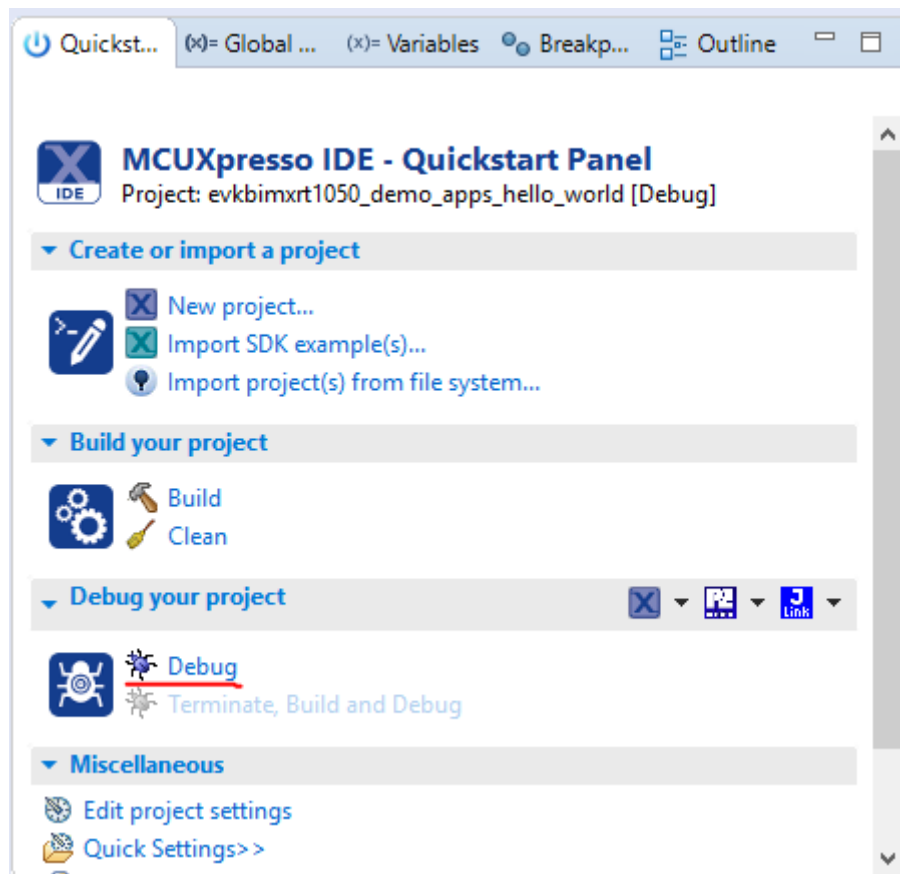 Quickst... (x)= Global ... (x)= Variables Breakp... Outline
X
IDE
MCUXpresso IDE - Quickstart Panel
Project: evkbimxrt1050_demo_apps_hello_world [Debug]
Create or import a project
New project...
Import SDK example(s)...
Import project(s) from file system...
Build your project
Build
Clean
Debug your project
X PE J Link
Debug
Terminate, Build and Debug
Miscellaneous
Edit project settings
Quick Settings>>